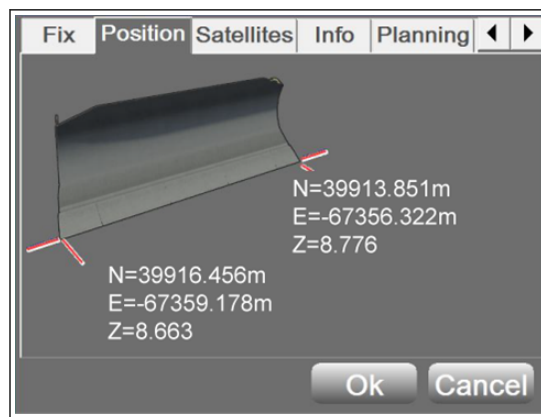 Fix Position Satellites Info Planning
N=39913.851m
E=-67356.322m
Z=8.776
N=39916.456m
E=-67359.178m
Z=8.663
Ok Cancel